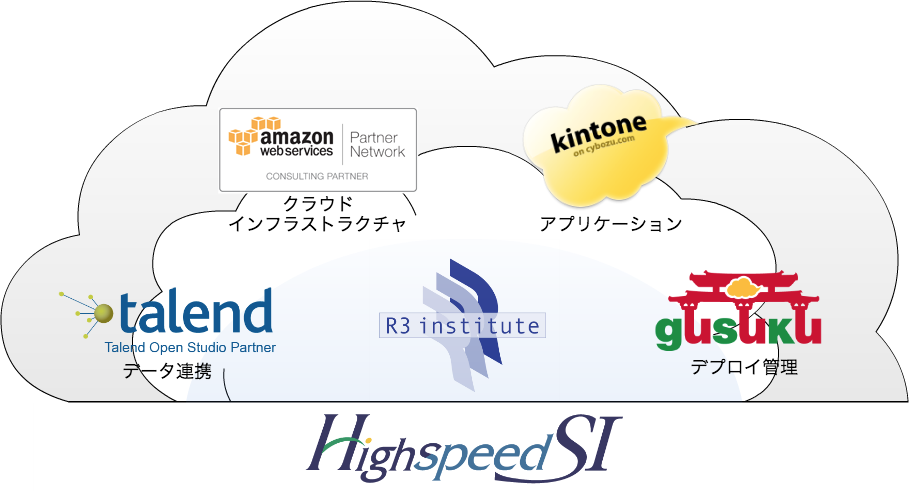 amazon
webservices
Partner
Network
CONSULTING PARTNER
クラウド
インフラストラクチャ
kintone
on cybozu.com
アプリケーション
talend
Talend Open Studio Partner
データ連携
R3 institute
gusuku
デプロイ管理
HighspeedSI